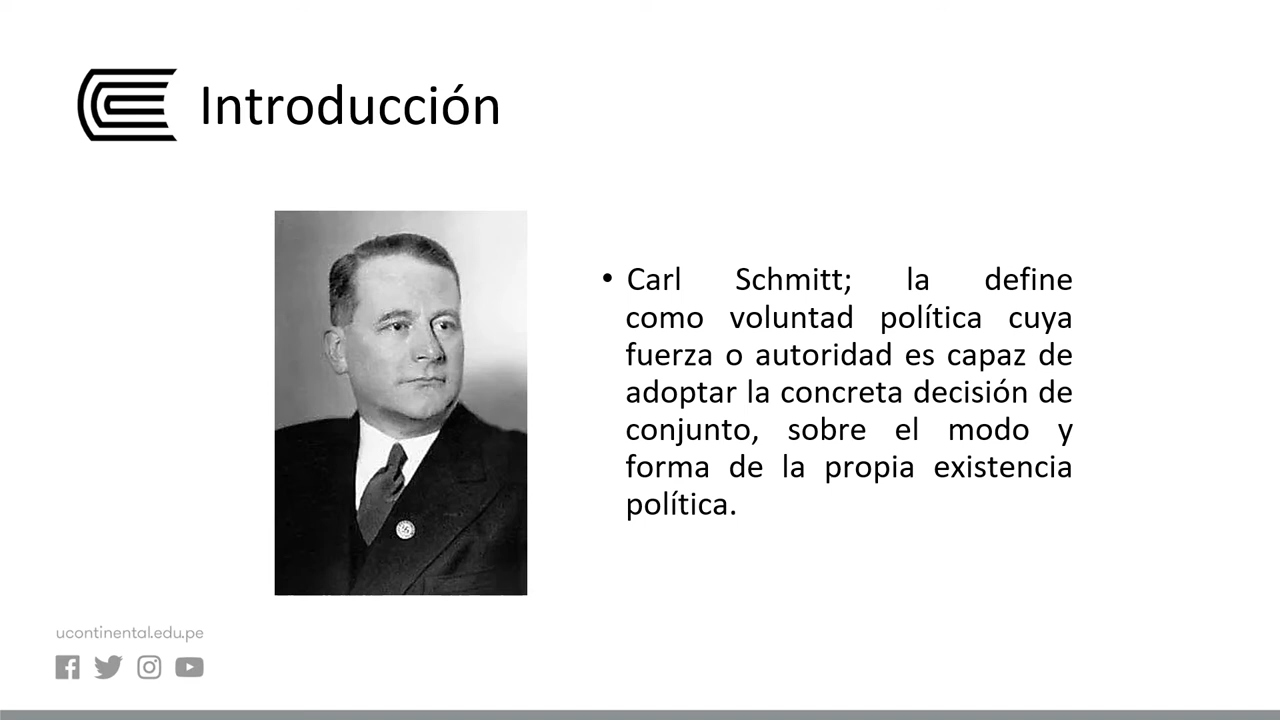 Introducción
• Carl Schmitt; la define
como voluntad política cuya
fuerza o autoridad es capaz de
adoptar la concreta decisión de
conjunto, sobre el modo y
forma de la propia existencia
política.
ucontinental.edu.pe